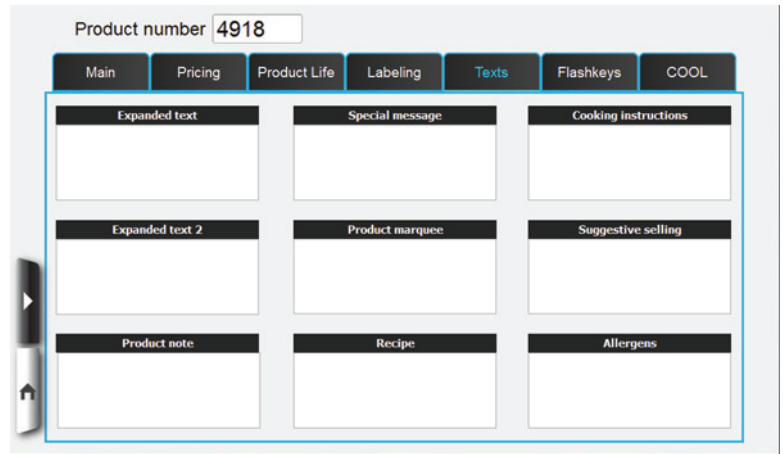 Product number 4918
Main Pricing Product Life Labeling Texts Flashkeys COOL
Expanded text Special message Cooking instructions
Expanded text 2 Product marquee Suggestive selling
Product note Recipe Allergens